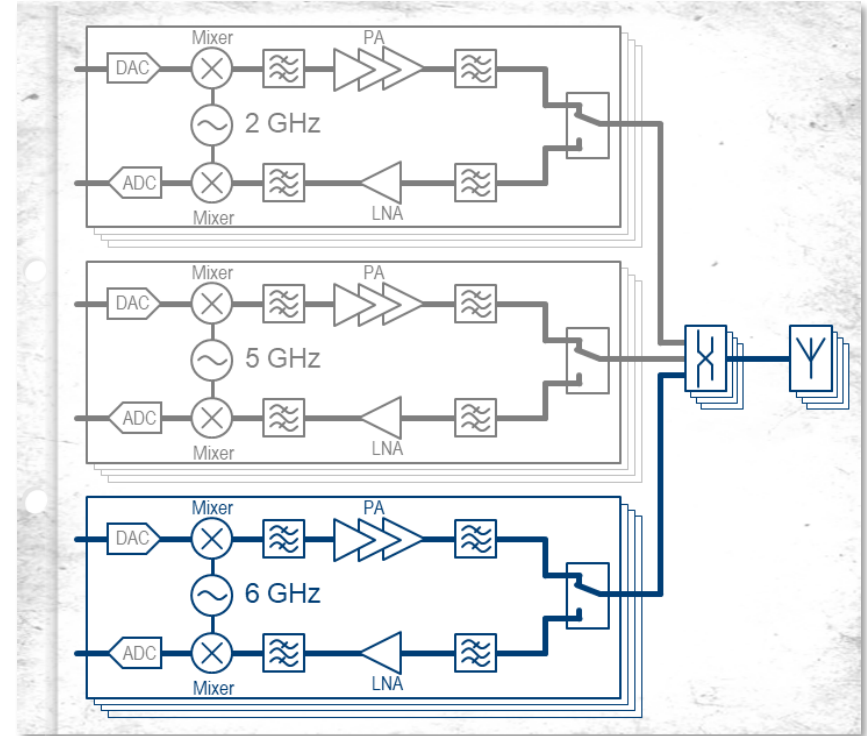 Mixer
PA
DAC
2 GHz
ADC
Mixer
LNA
Mixer
PA
DAC
5 GHz
ADC
Mixer
LNA
Mixer
PA
DAC
6 GHz
ADC
Mixer
LNA